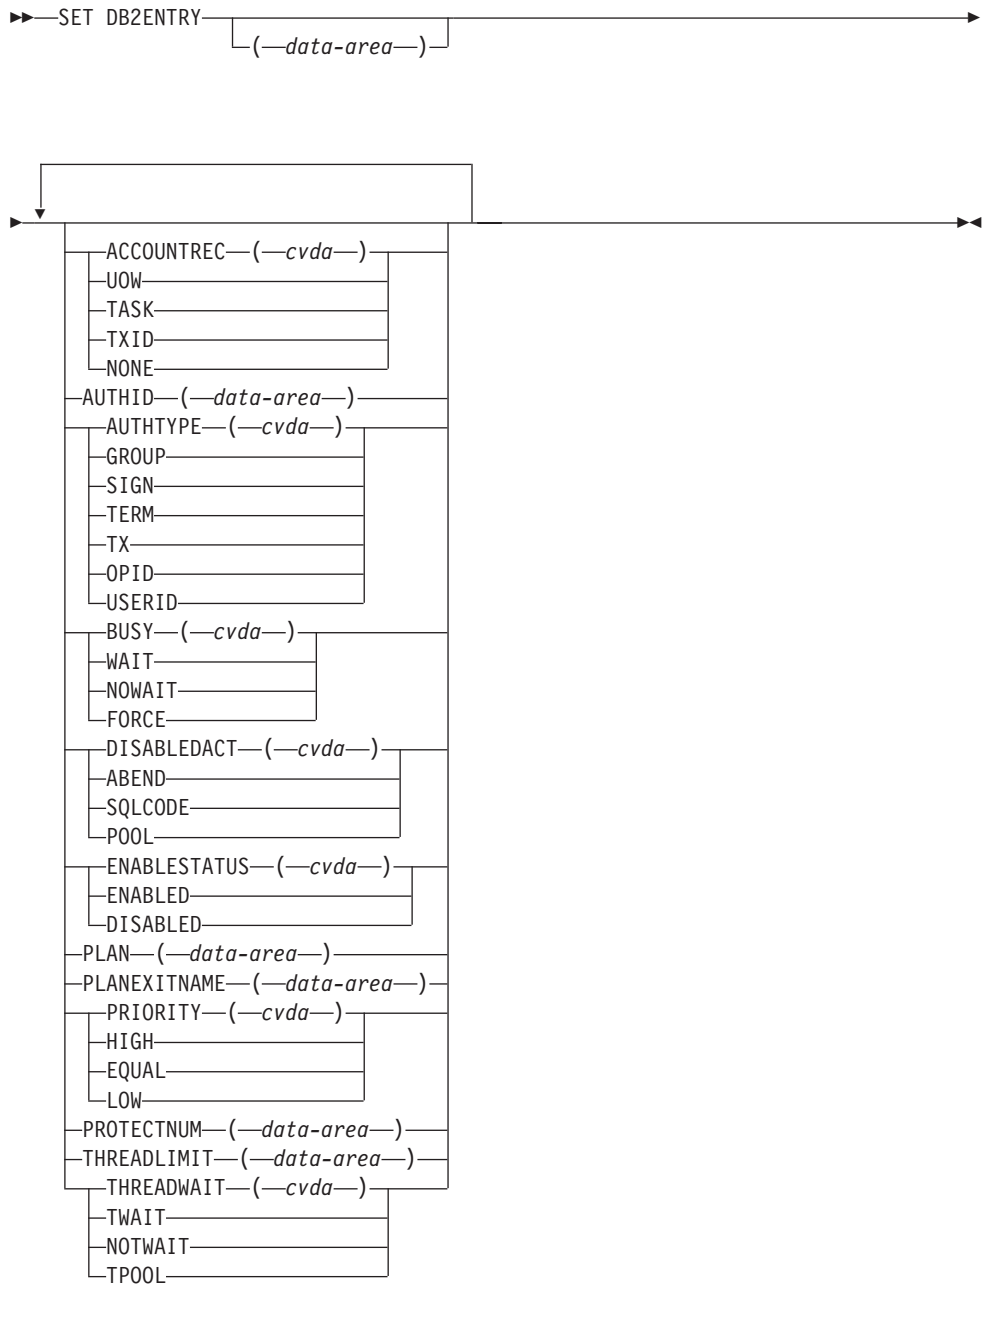 SET DB2ENTRY
(data-area)
ACCOUNTREC (cvda)
UOW
TASK
TXID
NONE
AUTHID (data-area)
AUTHTYPE (cvda)
GROUP
SIGN
TERM
TX
OPID
USERID
BUSY (cvda)
WAIT
NOWAIT
FORCE
DISABLEDACT (cvda)
ABEND
SQLCODE
POOL
ENABLESTATUS (cvda)
ENABLED
DISABLED
PLAN (data-area)
PLANEXITNAME (data-area)
PRIORITY (cvda)
HIGH
EQUAL
LOW
PROTECTNUM (data-area)
THREADLIMIT (data-area)
THREADWAIT (cvda)
TWAIT
NOTWAIT
TPOOL